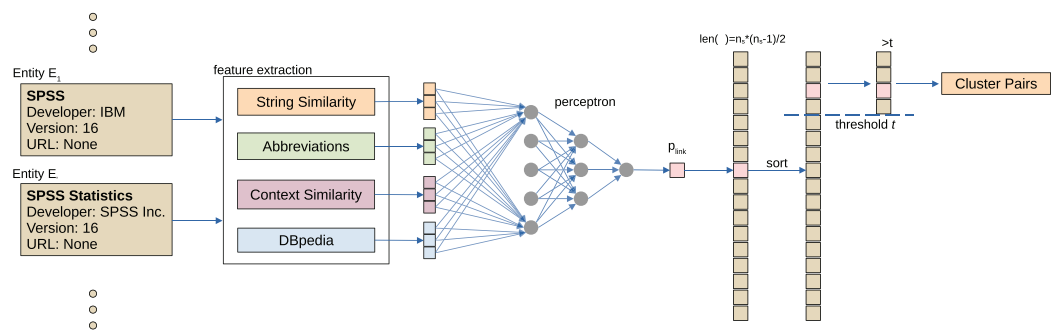 len( )=nₛ*(nₛ-1)/2
>t
feature extraction
Entity E₁
SPSS
Developer: IBM
Version: 16
URL: None
String Similarity
perceptron
Cluster Pairs
threshold t
Abbreviations
p_link
sort
Entity E
SPSS Statistics
Developer: SPSS Inc.
Version: 16
URL: None
Context Similarity
DBpedia